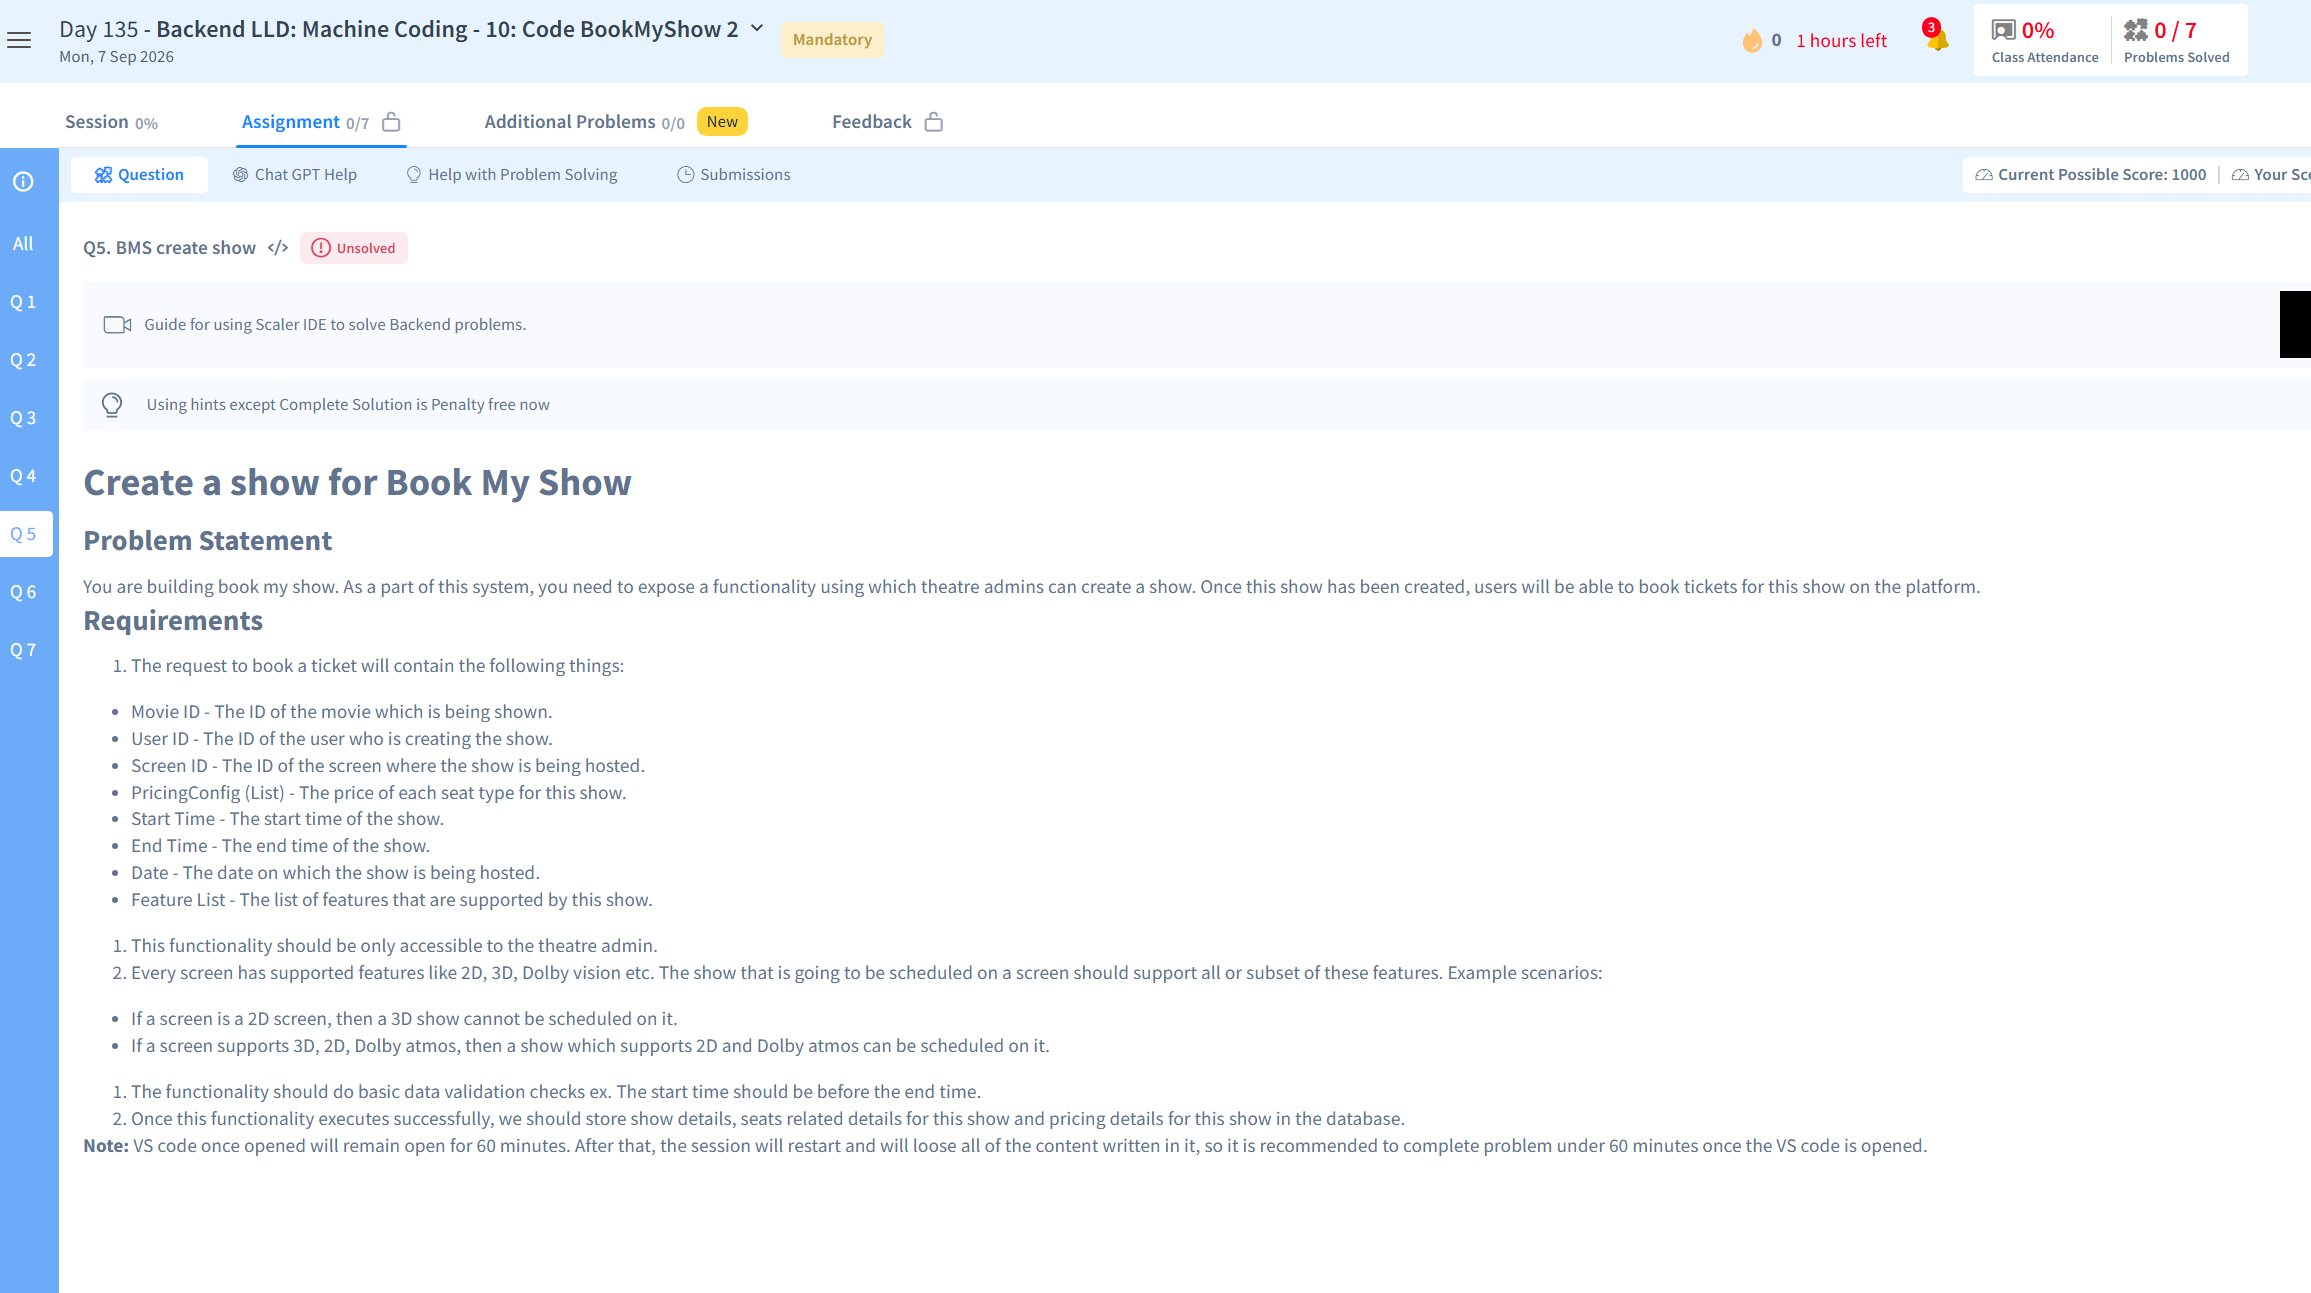 Day 135 - Backend LLD: Machine Coding - 10: Code BookMyShow 2
Mandatory
Mon, 7 Sep 2026
0
1 hours left
3
0%
Class Attendance
0 / 7
Problems Solved
Session 0%
Assignment 0/7
Additional Problems 0/0 New
Feedback
Question
Chat GPT Help
Help with Problem Solving
Submissions
Current Possible Score: 1000
Your Sco
All
Q 1
Q 2
Q 3
Q 4
Q 5
Q 6
Q 7
Q5. BMS create show </> Unsolved
Guide for using Scaler IDE to solve Backend problems.
Using hints except Complete Solution is Penalty free now
Create a show for Book My Show
Problem Statement
You are building book my show. As a part of this system, you need to expose a functionality using which theatre admins can create a show. Once this show has been created, users will be able to book tickets for this show on the platform.
Requirements
1. The request to book a ticket will contain the following things:
• Movie ID - The ID of the movie which is being shown.
• User ID - The ID of the user who is creating the show.
• Screen ID - The ID of the screen where the show is being hosted.
• PricingConfig (List) - The price of each seat type for this show.
• Start Time - The start time of the show.
• End Time - The end time of the show.
• Date - The date on which the show is being hosted.
• Feature List - The list of features that are supported by this show.
1. This functionality should be only accessible to the theatre admin.
2. Every screen has supported features like 2D, 3D, Dolby vision etc. The show that is going to be scheduled on a screen should support all or subset of these features. Example scenarios:
• If a screen is a 2D screen, then a 3D show cannot be scheduled on it.
• If a screen supports 3D, 2D, Dolby atmos, then a show which supports 2D and Dolby atmos can be scheduled on it.
1. The functionality should do basic data validation checks ex. The start time should be before the end time.
2. Once this functionality executes successfully, we should store show details, seats related details for this show and pricing details for this show in the database.
Note: VS code once opened will remain open for 60 minutes. After that, the session will restart and will loose all of the content written in it, so it is recommended to complete problem under 60 minutes once the VS code is opened.